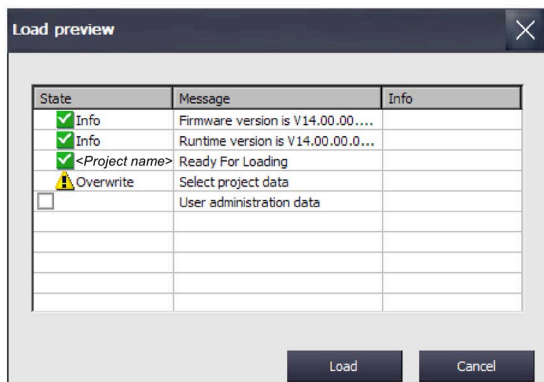 Load preview
State Message Info
Info Firmware version is V14.00.00....
Info Runtime version is V14.00.00.0...
<Project name> Ready For Loading
Overwrite Select project data
User administration data
Load Cancel